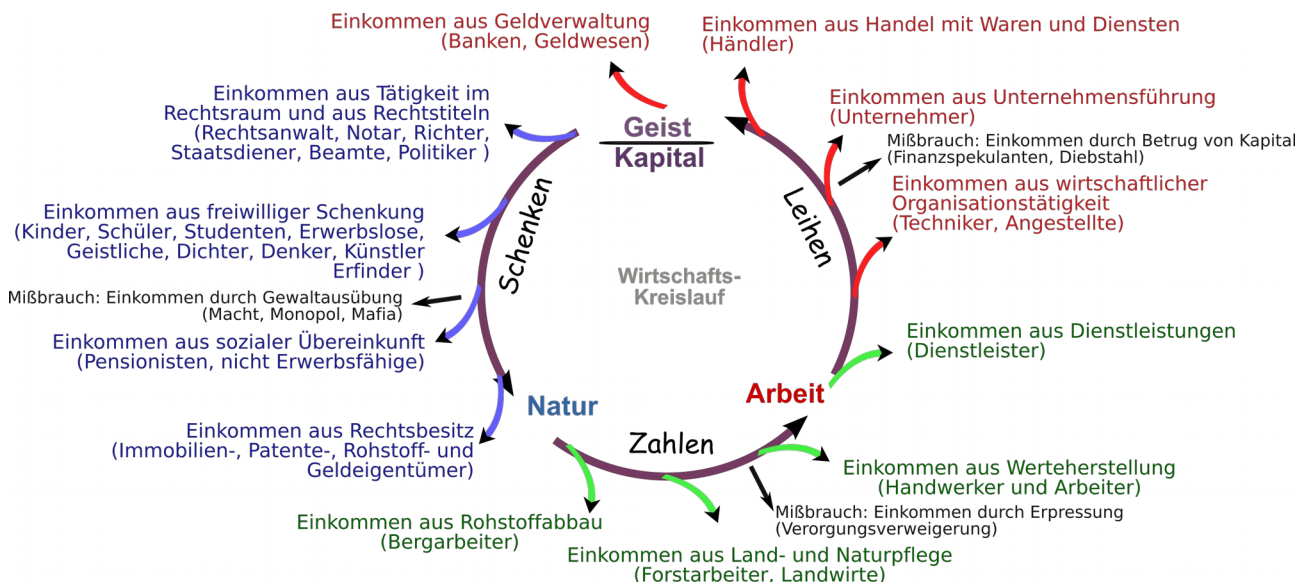 Einkommen aus Geldverwaltung
(Banken, Geldwesen)
Einkommen aus Handel mit Waren und Diensten
(Händler)
Einkommen aus Tätigkeit im
Rechtsraum und aus Rechtstiteln
(Rechtsanwalt, Notar, Richter,
Staatsdiener, Beamte, Politiker )
Geist
Kapital
Einkommen aus Unternehmensführung
(Unternehmer)
Mißbrauch: Einkommen durch Betrug von Kapital
(Finanzspekulanten, Diebstahl)
Einkommen aus wirtschaftlicher
Organisationstätigkeit
(Techniker, Angestellte)
Schenken
Leihen
Einkommen aus freiwilliger Schenkung
(Kinder, Schüler, Studenten, Erwerbslose,
Geistliche, Dichter, Denker, Künstler
Erfinder )
Wirtschafts-
Kreislauf
Mißbrauch: Einkommen durch Gewaltausübung
(Macht, Monopol, Mafia)
Einkommen aus sozialer Übereinkunft
(Pensionisten, nicht Erwerbsfähige)
Einkommen aus Dienstleistungen
(Dienstleister)
Natur
Arbeit
Zahlen
Einkommen aus Rechtsbesitz
(Immobilien-, Patente-, Rohstoff- und
Geldeigentümer)
Einkommen aus Werteherstellung
(Handwerker und Arbeiter)
Mißbrauch: Einkommen durch Erpressung
(Verorgungsverweigerung)
Einkommen aus Rohstoffabbau
(Bergarbeiter)
Einkommen aus Land- und Naturpflege
(Forstarbeiter, Landwirte)